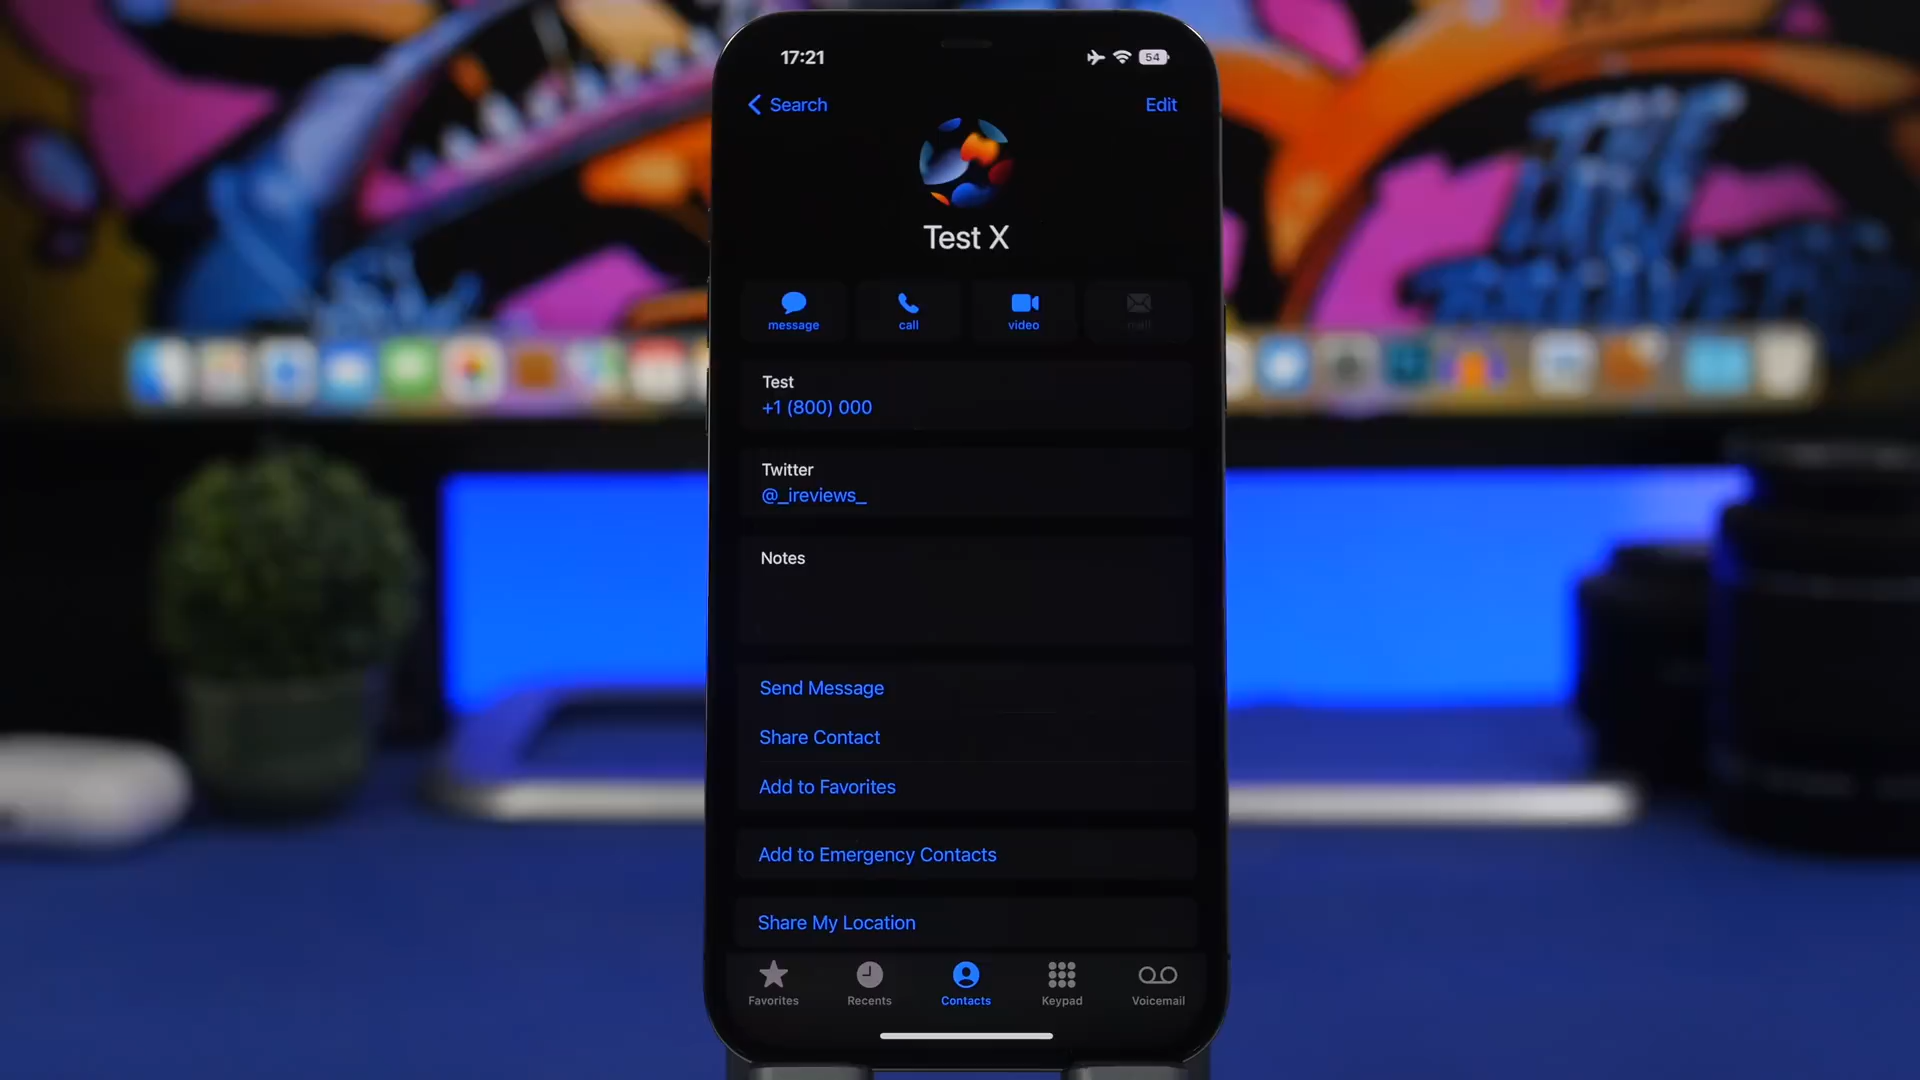 17:21
54
Search
Edit
Test X
message
call
video
mail
Test
+1 (800) 000
Twitter
@_ireviews_
Notes
Send Message
Share Contact
Add to Favorites
Add to Emergency Contacts
Share My Location
Favorites
Recents
Contacts
Keypad
Voicemail